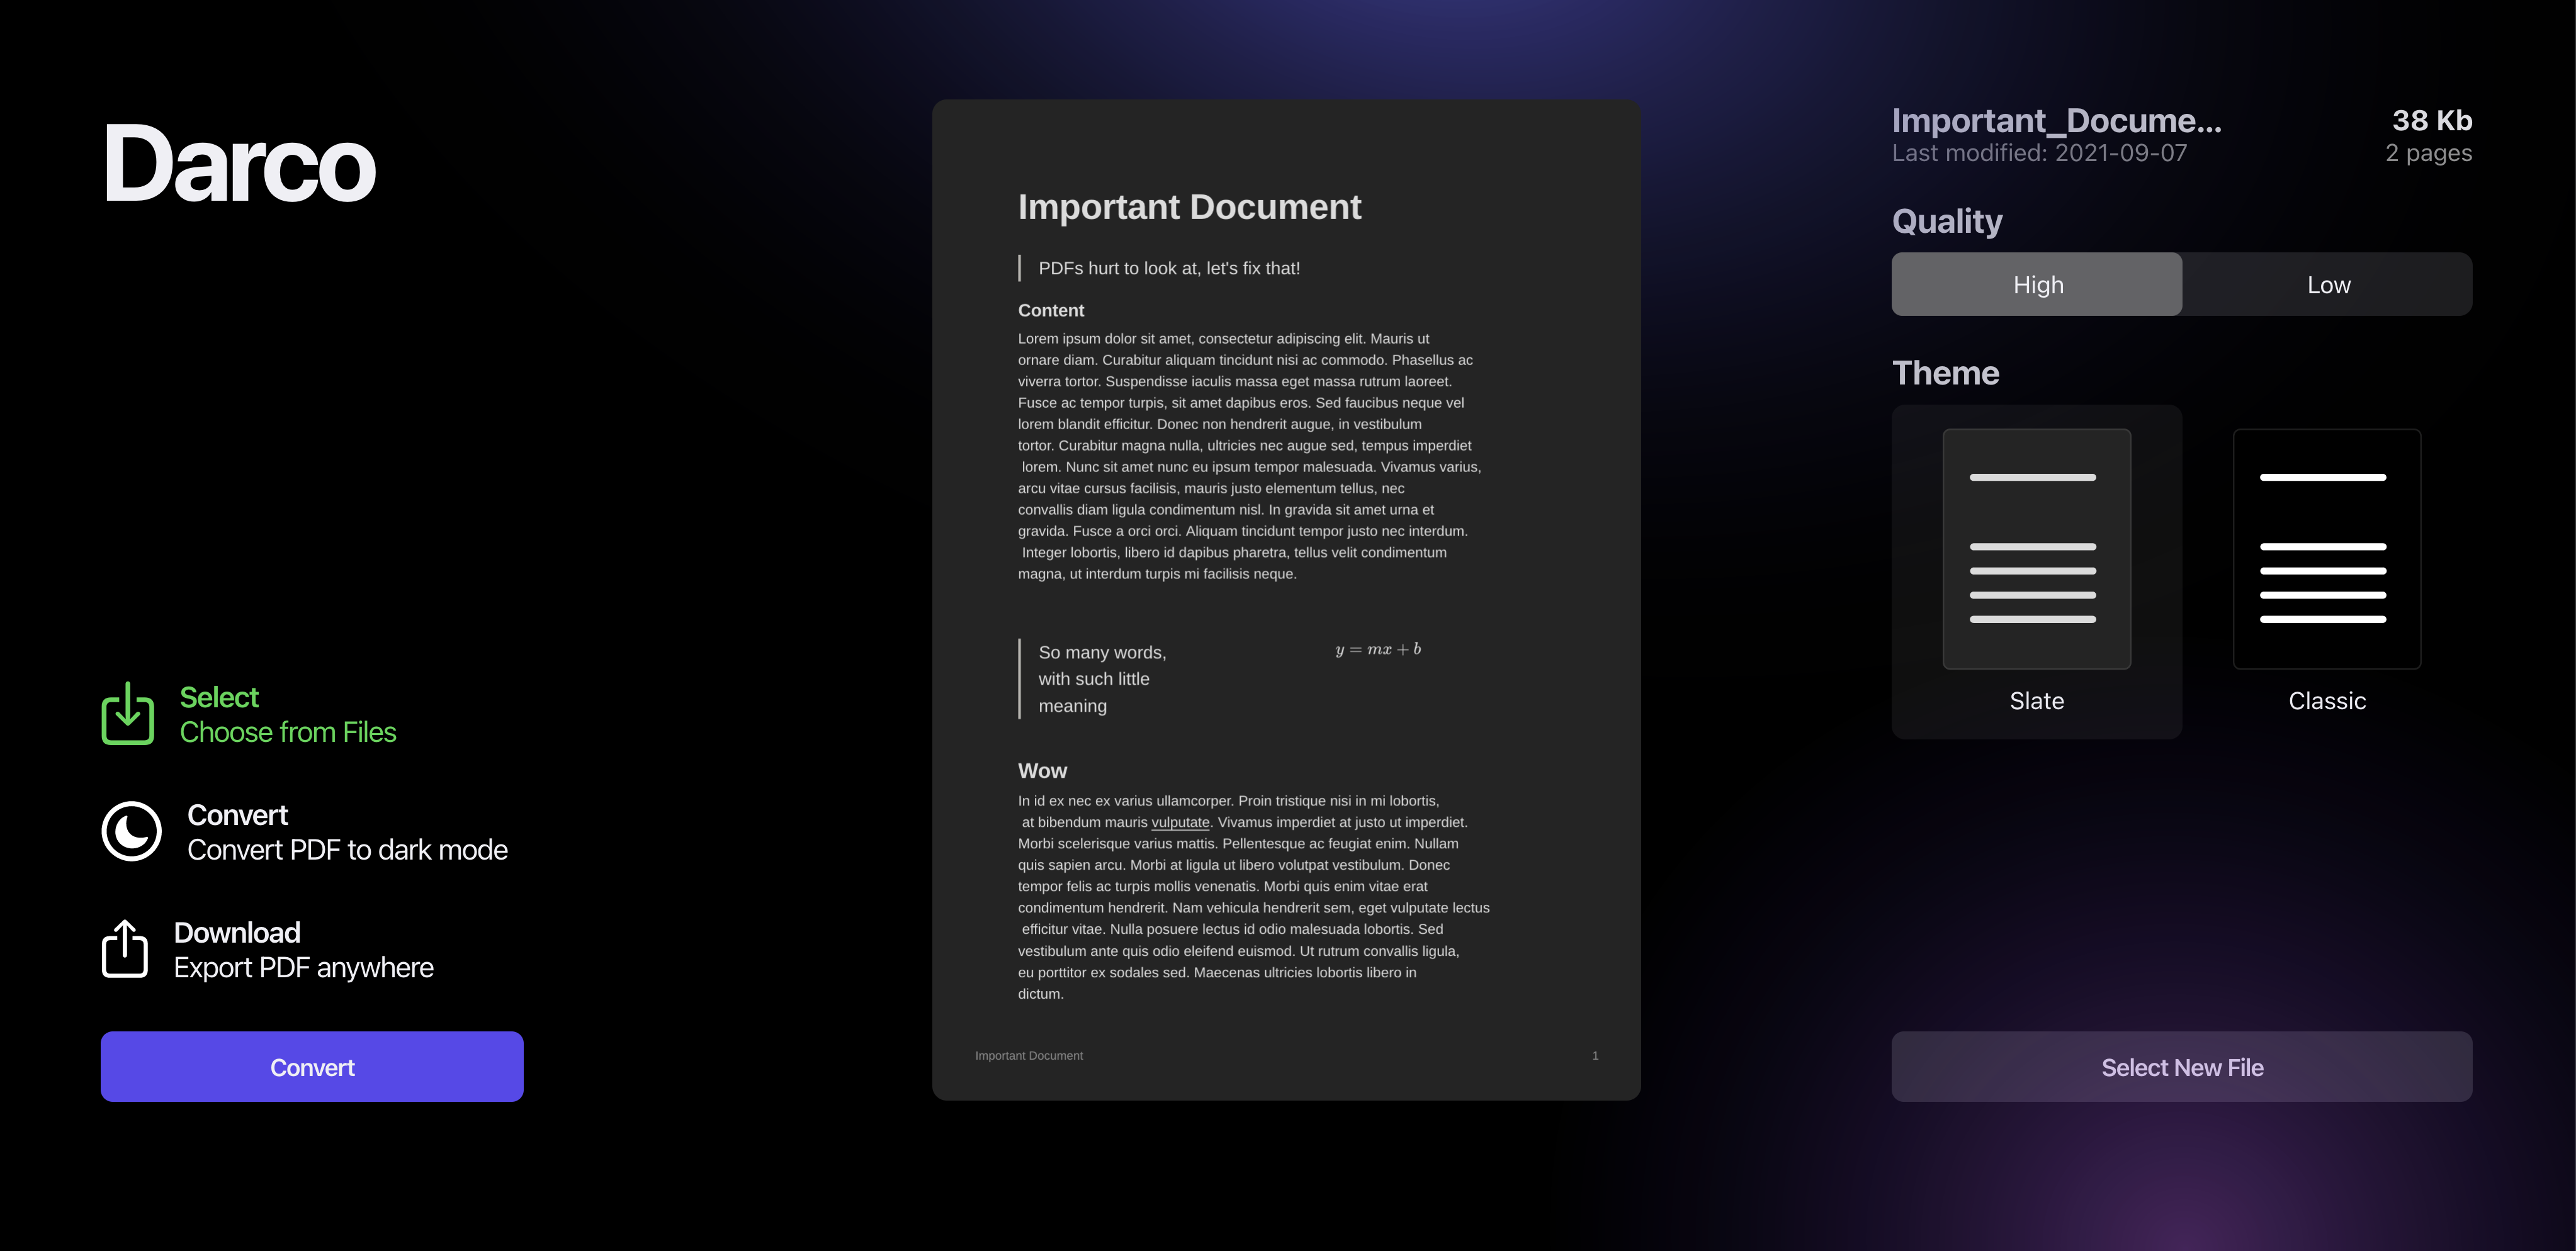 Darco
Select
Choose from Files
Convert
Convert PDF to dark mode
Download
Export PDF anywhere
Convert
Important Document
PDFs hurt to look at, let's fix that!
Content
Lorem ipsum dolor sit amet, consectetur adipiscing elit. Mauris ut
ornare diam. Curabitur aliquam tincidunt nisi ac commodo. Phasellus ac
viverra tortor. Suspendisse iaculis massa eget massa rutrum laoreet.
Fusce ac tempor turpis, sit amet dapibus eros. Sed faucibus neque vel
lorem blandit efficitur. Donec non hendrerit augue, in vestibulum
tortor. Curabitur magna nulla, ultricies nec augue sed, tempus imperdiet
lorem. Nunc sit amet nunc eu ipsum tempor malesuada. Vivamus varius,
arcu vitae cursus facilisis, mauris justo elementum tellus, nec
convallis diam ligula condimentum nisl. In gravida sit amet urna et
gravida. Fusce a orci orci. Aliquam tincidunt tempor justo nec interdum.
Integer lobortis, libero id dapibus pharetra, tellus velit condimentum
magna, ut interdum turpis mi facilisis neque.
So many words,
with such little
meaning
y = mx + b
Wow
In id ex nec ex varius ullamcorper. Proin tristique nisi in mi lobortis,
at bibendum mauris vulputate. Vivamus imperdiet at justo ut imperdiet.
Morbi scelerisque varius mattis. Pellentesque ac feugiat enim. Nullam
quis sapien arcu. Morbi at ligula ut libero volutpat vestibulum. Donec
tempor felis ac turpis mollis venenatis. Morbi quis enim vitae erat
condimentum hendrerit. Nam vehicula hendrerit sem, eget vulputate lectus
efficitur vitae. Nulla posuere lectus id odio malesuada lobortis. Sed
vestibulum ante quis odio eleifend euismod. Ut rutrum convallis ligula,
eu porttitor ex sodales sed. Maecenas ultricies lobortis libero in
dictum.
Important Document 1
Important_Docume... 38 Kb
Last modified: 2021-09-07 2 pages
Quality
High Low
Theme
Slate Classic
Select New File